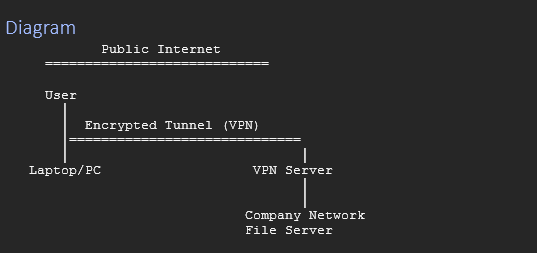 Diagram
Public Internet
User
Encrypted Tunnel (VPN)
Laptop/PC VPN Server
Company Network
File Server